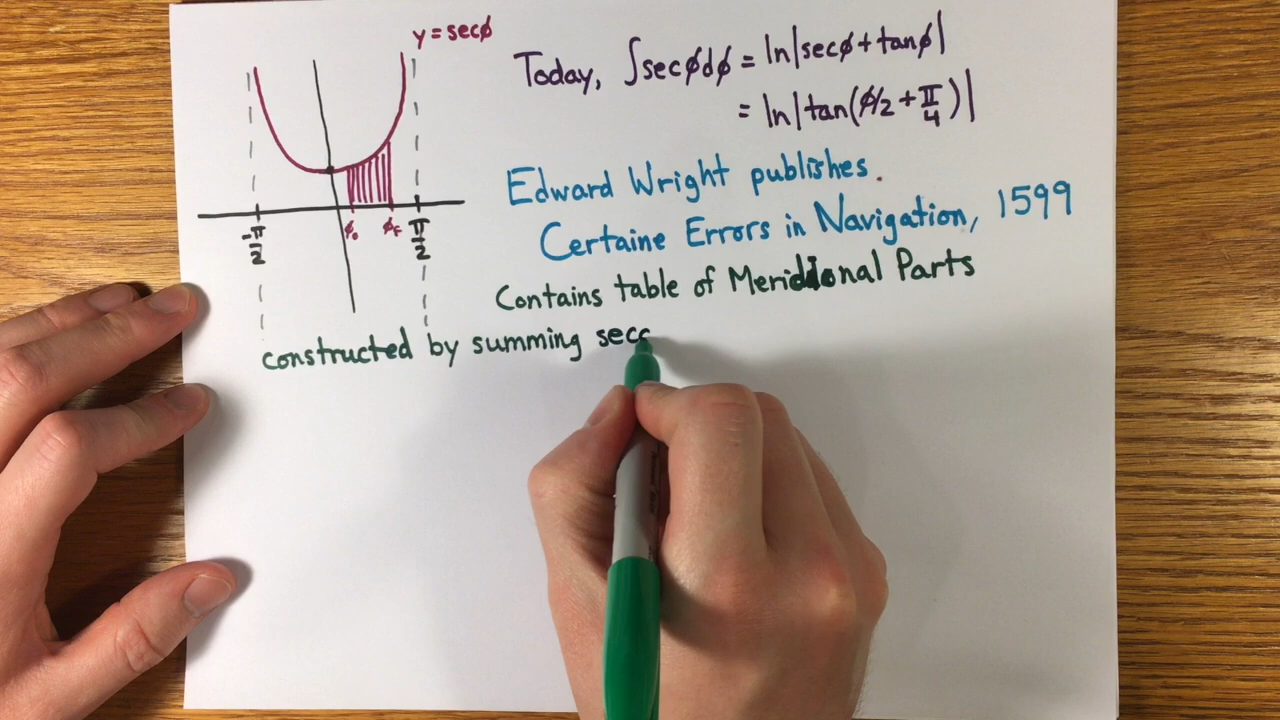 y = secϕ
Today, ∫secϕdϕ = ln|secϕ + tanϕ|
= ln|tan(ϕ/2 + π/4)|
Edward Wright publishes
Certaine Errors in Navigation, 1599
-π/2 ϕ₀ ϕf π/2
Contains table of Meridional Parts
constructed by summing sec